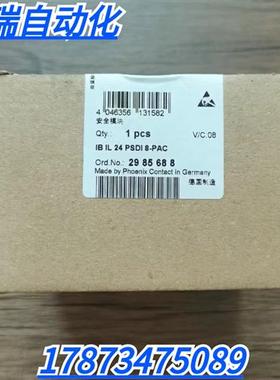 瑞自动化
4 046356 131582
安全模块
Qty.: 1 pcs
V/C:08
IB IL 24 PSDI 8-PAC
Ord.No.: 29 85 68 8
Made by Phoenix Contact in Germany
德国制造
17873475089